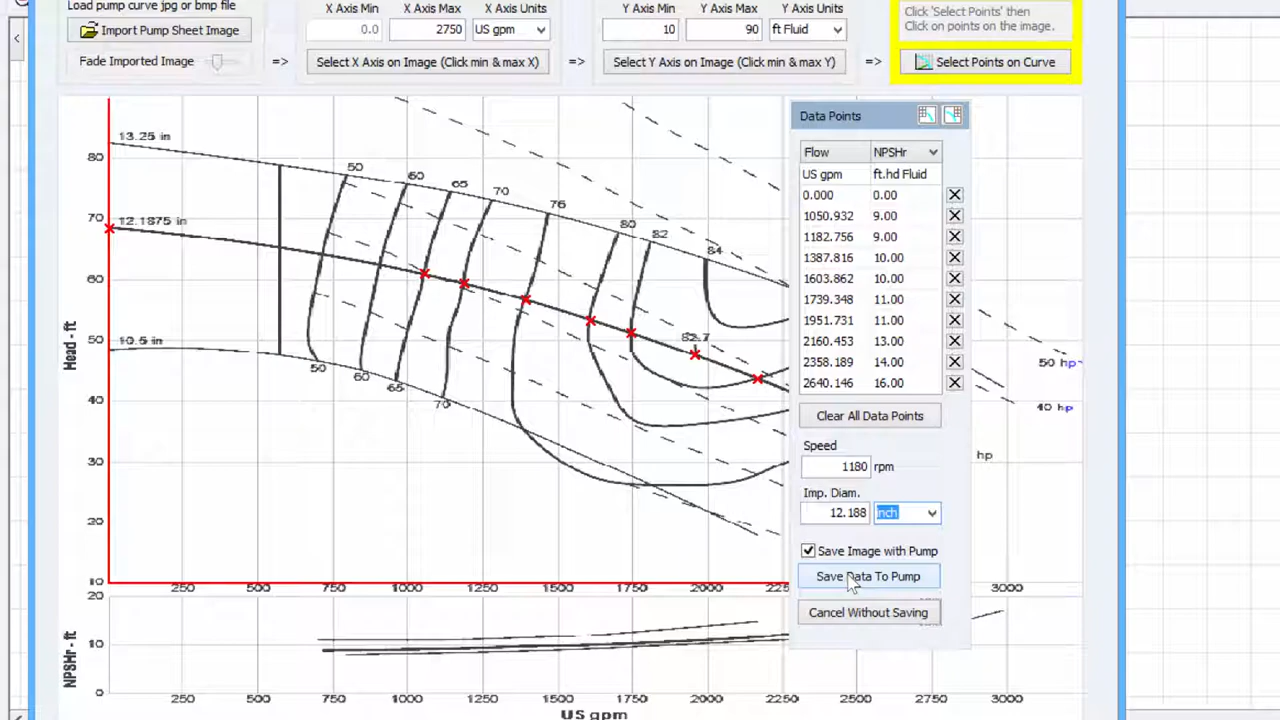 Load pump curve jpg or bmp file
Import Pump Sheet Image
Fade Imported Image
=>
X Axis Min
X Axis Max
X Axis Units
0.0
2750
US gpm
Select X Axis on Image (Click min & max X)
=>
Y Axis Min
Y Axis Max
Y Axis Units
10
90
ft Fluid
Select Y Axis on Image (Click min & max Y)
=>
Click 'Select Points' then
Click on points on the image.
Select Points on Curve
13.25 in
12.1875 in
10.5 in
50
60
65
70
76
80
82
84
82.7
50
60
65
70
80
70
60
50
40
30
20
10
Head - ft
250
500
750
1000
1250
1500
1750
2000
3000
50 hp
40 hp
hp
20
10
0
NPSHr - ft
250
500
750
1000
1250
1500
1750
2000
2250
2500
2750
3000
US gpm
Data Points
Flow NPSHr
US gpm ft.hd Fluid
0.000 0.00
1050.932 9.00
1182.756 9.00
1387.816 10.00
1603.862 10.00
1739.348 11.00
1951.731 11.00
2160.453 13.00
2358.189 14.00
2640.146 16.00
Clear All Data Points
Speed
1180 rpm
Imp. Diam.
12.188 inch
Save Image with Pump
Save Data To Pump
Cancel Without Saving